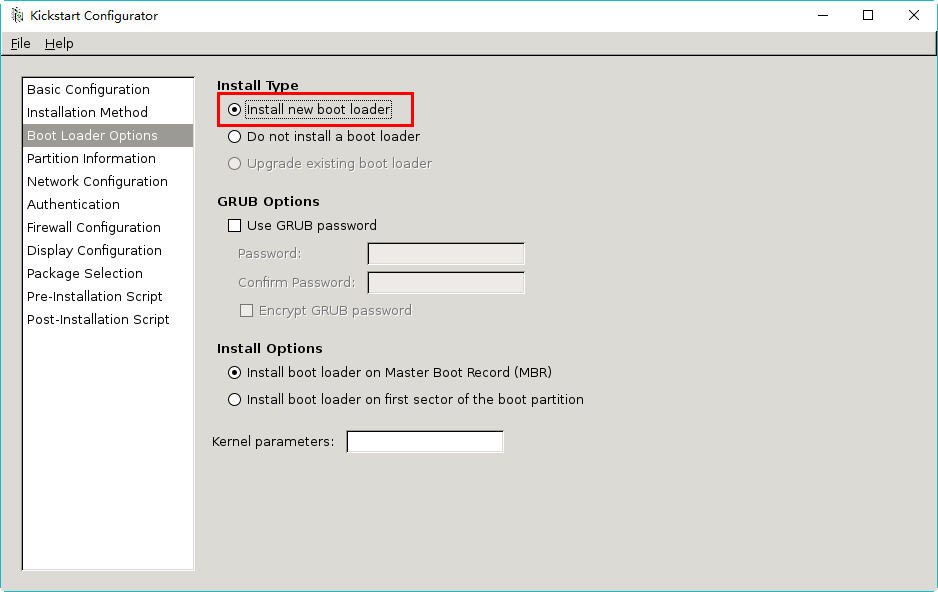 Kickstart Configurator
File Help
Basic Configuration
Installation Method
Boot Loader Options
Partition Information
Network Configuration
Authentication
Firewall Configuration
Display Configuration
Package Selection
Pre-Installation Script
Post-Installation Script
Install Type
Install new boot loader
Do not install a boot loader
Upgrade existing boot loader
GRUB Options
Use GRUB password
Password:
Confirm Password:
Encrypt GRUB password
Install Options
Install boot loader on Master Boot Record (MBR)
Install boot loader on first sector of the boot partition
Kernel parameters: